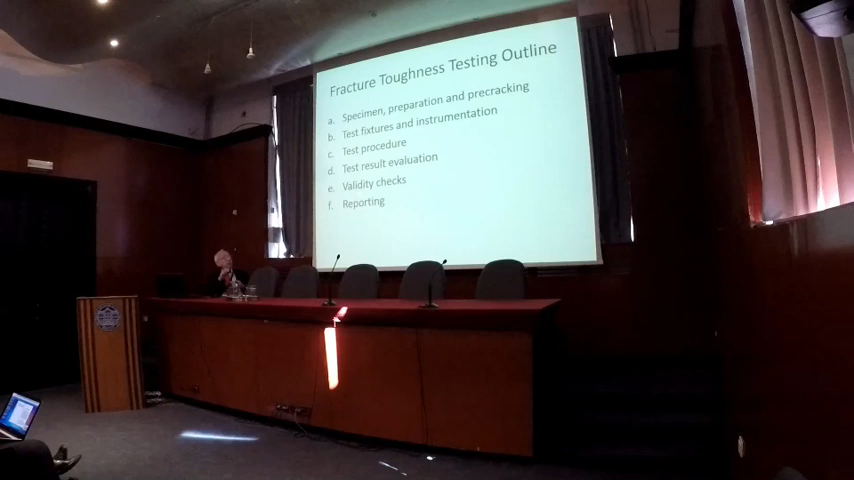 Fracture Toughness Testing Outline
a. Specimen, preparation and precracking
b. Test fixtures and instrumentation
c. Test procedure
d. Test result evaluation
e. Validity checks
f. Reporting